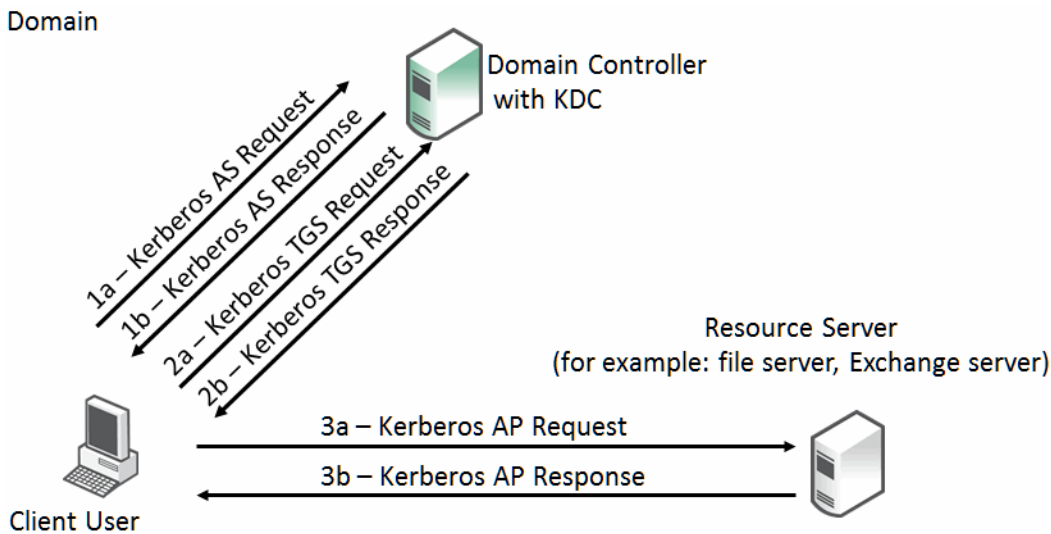 Domain
Domain Controller
with KDC
1a – Kerberos AS Request
1b – Kerberos AS Response
2a – Kerberos TGS Request
2b – Kerberos TGS Response
Resource Server
(for example: file server, Exchange server)
3a – Kerberos AP Request
3b – Kerberos AP Response
Client User